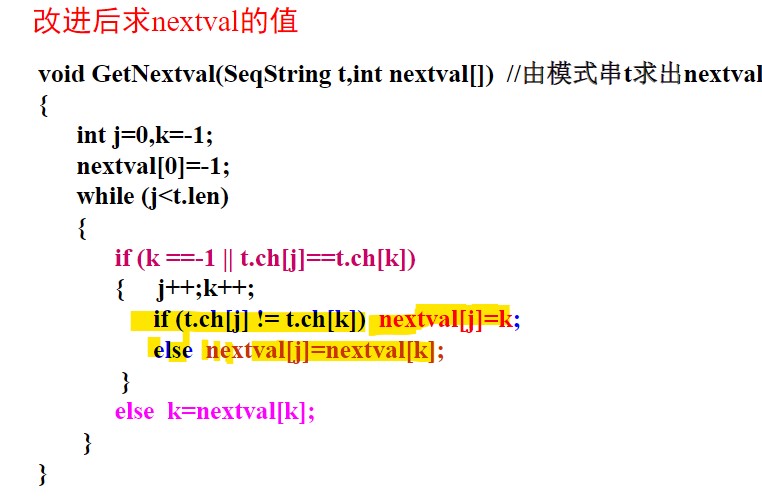 改进后求nextval的值
void GetNextval(SeqString t,int nextval[])  //由模式串t求出nextval
{
int j=0,k=-1;
nextval[0]=-1;
while (j<t.len)
{
if (k ==-1 || t.ch[j]==t.ch[k])
{    j++;k++;
if (t.ch[j] != t.ch[k])  nextval[j]=k;
else  nextval[j]=nextval[k];
}
else  k=nextval[k];
}
}